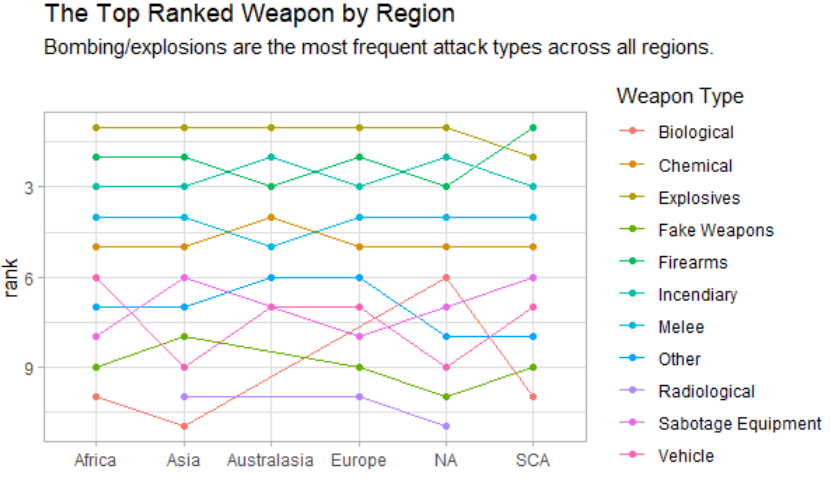 The Top Ranked Weapon by Region
Bombing/explosions are the most frequent attack types across all regions.
Weapon Type
Biological
Chemical
Explosives
Fake Weapons
Firearms
Incendiary
Melee
Other
Radiological
Sabotage Equipment
Vehicle
rank
3
6
9
Africa Asia Australasia Europe NA SCA